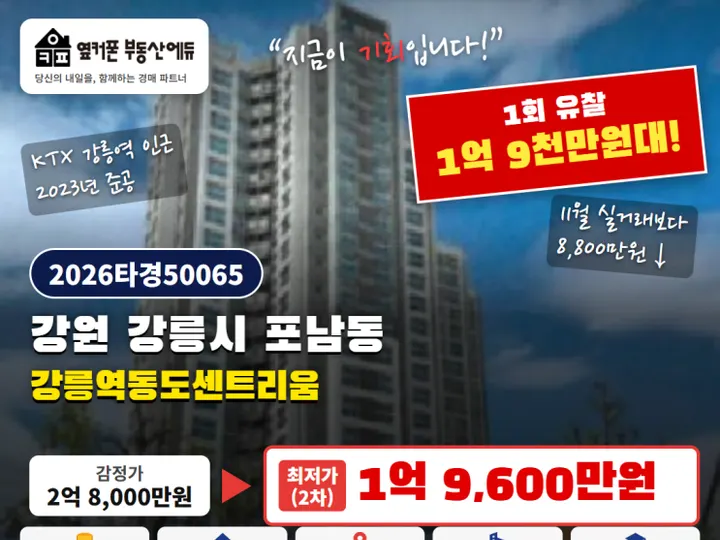 옆커폰 부동산에듀
당신의 내일을, 함께하는 경매 파트너
“지금이 기회입니다!”
1회 유찰
1억 9천만원대!
KTX 강릉역 인근
2023년 준공
11월 실거래보다
8,800만원 ↓
2026타경50065
강원 강릉시 포남동
강릉역동도센트리움
감정가
2억 8,000만원
최저가
(2차)
1억 9,600만원